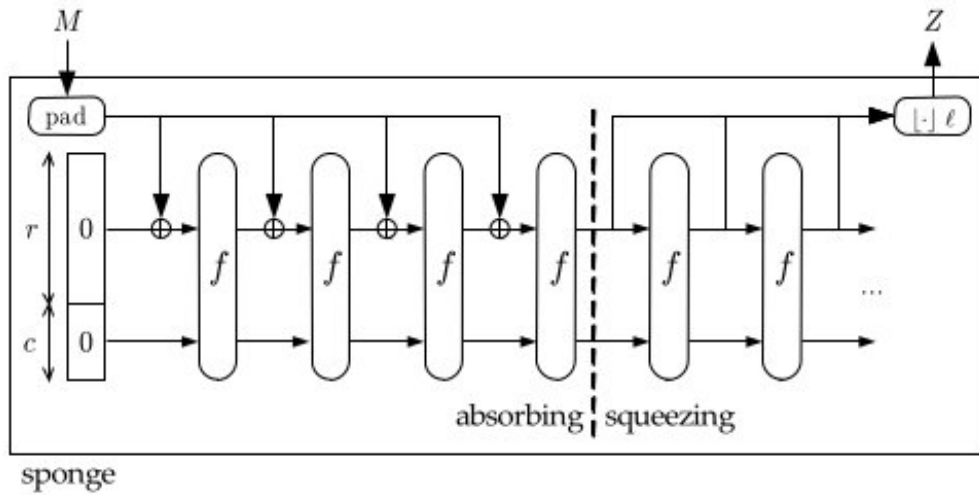 M Z
pad ⌊·⌋ ℓ
r 0 f f f f f f
c 0 ...
absorbing squeezing
sponge